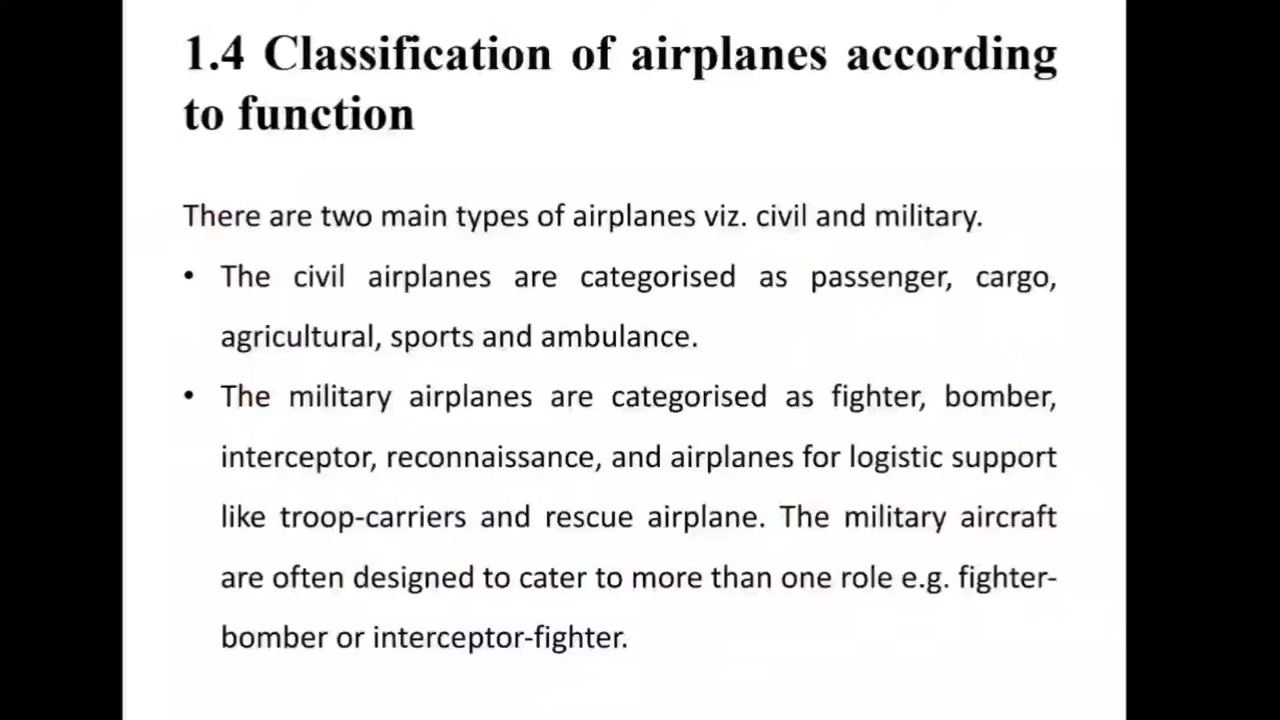 1.4 Classification of airplanes according
to function
There are two main types of airplanes viz. civil and military.
• The civil airplanes are categorised as passenger, cargo,
agricultural, sports and ambulance.
• The military airplanes are categorised as fighter, bomber,
interceptor, reconnaissance, and airplanes for logistic support
like troop-carriers and rescue airplane. The military aircraft
are often designed to cater to more than one role e.g. fighter-
bomber or interceptor-fighter.